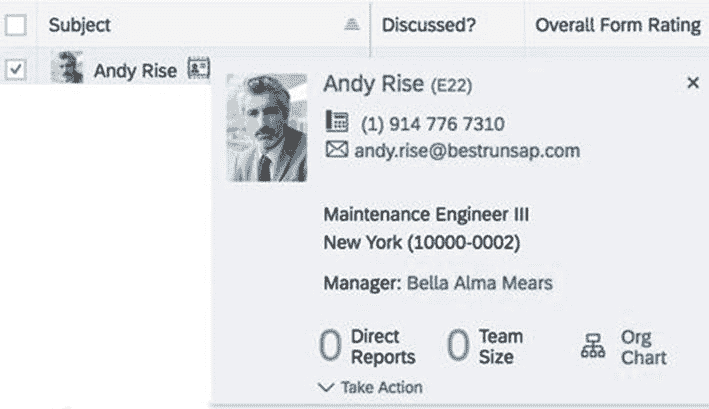 Subject Discussed? Overall Form Rating
Andy Rise
Andy Rise (E22)
(1) 914 776 7310
andy.rise@bestrunsap.com
Maintenance Engineer III
New York (10000-0002)
Manager: Bella Alma Mears
0 Direct Reports 0 Team Size Org Chart
Take Action